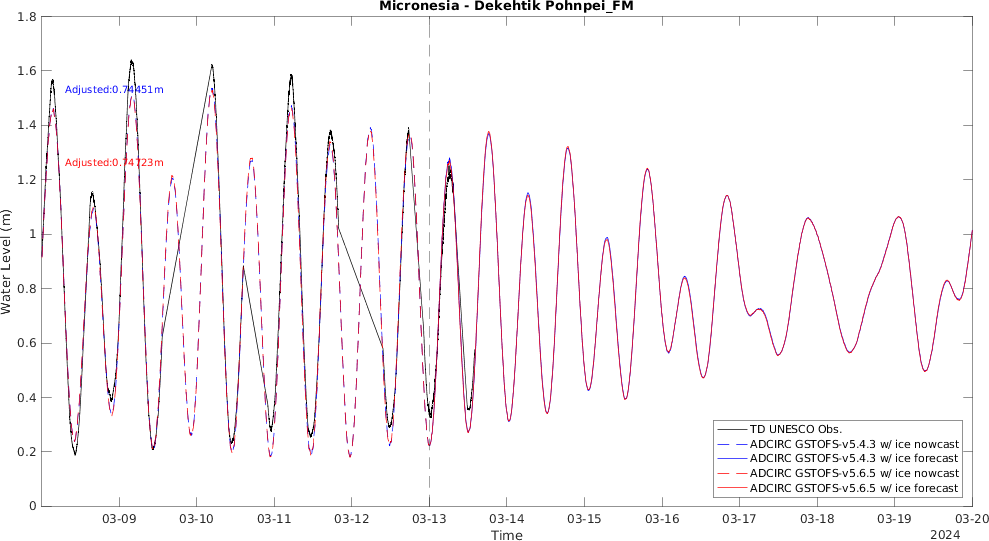 Micronesia - Dekehtik Pohnpei_FM
1.8
1.6
1.4
1.2
1
0.8
0.6
0.4
0.2
0
Water Level (m)
Adjusted:0.74451m
Adjusted:0.74723m
TD UNESCO Obs.
ADCIRC GSTOFS-v5.4.3 w/ ice nowcast
ADCIRC GSTOFS-v5.4.3 w/ ice forecast
ADCIRC GSTOFS-v5.6.5 w/ ice nowcast
ADCIRC GSTOFS-v5.6.5 w/ ice forecast
03-09 03-10 03-11 03-12 03-13 03-14 03-15 03-16 03-17 03-18 03-19 03-20
Time
2024